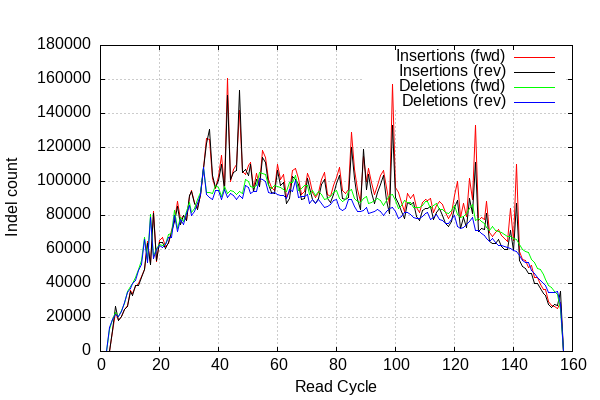 180000
160000
140000
120000
100000
80000
60000
40000
20000
0
0 20 40 60 80 100 120 140 160
Indel count
Read Cycle
Insertions (fwd)
Insertions (rev)
Deletions (fwd)
Deletions (rev)